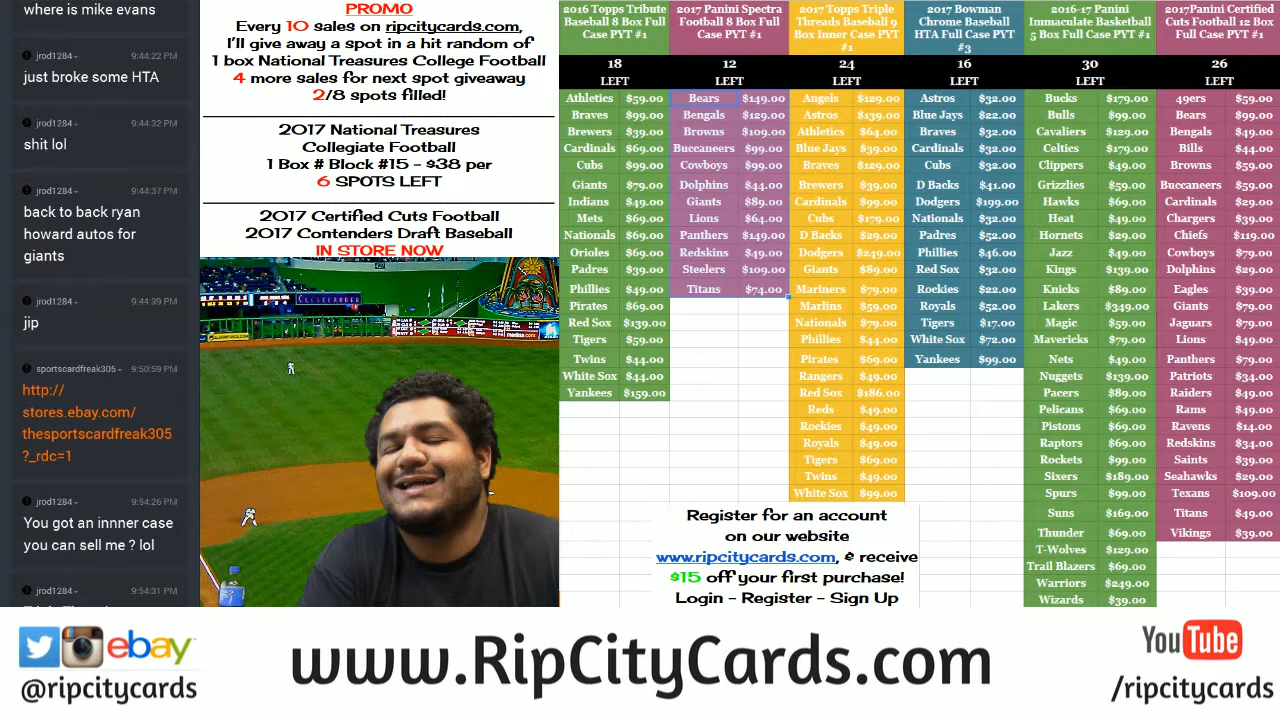 where is mike evans
jrod1284 9:44:22 PM
just broke some HTA
jrod1284 9:44:32 PM
shit lol
jrod1284 9:44:37 PM
back to back ryan
howard autos for
giants
jrod1284 9:44:39 PM
jip
sportscardfreak305 9:50:59 PM
http://
stores.ebay.com/
thesportscardfreak305
?_rdc=1
jrod1284 9:54:26 PM
You got an innner case
you can sell me ? lol
jrod1284 9:54:31 PM
PROMO
Every 10 sales on ripcitycards.com,
I'll give away a spot in a hit random of
1 box National Treasures College Football
4 more sales for next spot giveaway
2/8 spots filled!
2017 National Treasures
Collegiate Football
1 Box # Block #15 - $38 per
6 SPOTS LEFT
2017 Certified Cuts Football
2017 Contenders Draft Baseball
IN STORE NOW
CLEVELANDER
2016 Topps Tribute
Baseball 8 Box Full
Case PYT #1
18
LEFT
Athletics $59.00
Braves $99.00
Brewers $39.00
Cardinals $69.00
Cubs $99.00
Giants $79.00
Indians $49.00
Mets $69.00
Nationals $69.00
Orioles $69.00
Padres $39.00
Phillies $49.00
Pirates $69.00
Red Sox $139.00
Tigers $59.00
Twins $44.00
White Sox $44.00
Yankees $159.00
2017 Panini Spectra
Football 8 Box Full
Case PYT #1
12
LEFT
Bears $149.00
Bengals $129.00
Browns $109.00
Buccaneers $99.00
Cowboys $99.00
Dolphins $44.00
Giants $89.00
Lions $64.00
Panthers $149.00
Redskins $49.00
Steelers $109.00
Titans $74.00
2017 Topps Triple
Threads Baseball 9
Box Inner Case PYT
#1
24
LEFT
Angels $129.00
Astros $139.00
Athletics $64.00
Blue Jays $39.00
Braves $129.00
Brewers $39.00
Cardinals $99.00
Cubs $179.00
D Backs $29.00
Dodgers $249.00
Giants $89.00
Mariners $79.00
Marlins $59.00
Nationals $79.00
Phillies $44.00
Pirates $69.00
Rangers $49.00
Red Sox $186.00
Reds $49.00
Rockies $49.00
Royals $49.00
Tigers $69.00
Twins $49.00
White Sox $99.00
2017 Bowman
Chrome Baseball
HTA Full Case PYT
#3
16
LEFT
Astros $32.00
Blue Jays $22.00
Braves $32.00
Cardinals $32.00
Cubs $32.00
D Backs $41.00
Dodgers $199.00
Nationals $32.00
Padres $52.00
Phillies $46.00
Red Sox $32.00
Rockies $22.00
Royals $52.00
Tigers $17.00
White Sox $72.00
Yankees $99.00
2016-17 Panini
Immaculate Basketball
5 Box Full Case PYT #1
30
LEFT
Bucks $179.00
Bulls $99.00
Cavaliers $129.00
Celtics $179.00
Clippers $49.00
Grizzlies $59.00
Hawks $69.00
Heat $49.00
Hornets $29.00
Jazz $49.00
Kings $139.00
Knicks $89.00
Lakers $349.00
Magic $59.00
Mavericks $79.00
Nets $49.00
Nuggets $139.00
Pacers $89.00
Pelicans $69.00
Pistons $69.00
Raptors $69.00
Rockets $99.00
Sixers $189.00
Spurs $99.00
Suns $169.00
Thunder $69.00
T-Wolves $129.00
Trail Blazers $69.00
Warriors $249.00
Wizards $39.00
2017Panini Certified
Cuts Football 12 Box
Full Case PYT #1
26
LEFT
49ers $59.00
Bears $99.00
Bengals $49.00
Bills $44.00
Browns $59.00
Buccaneers $59.00
Cardinals $29.00
Chargers $39.00
Chiefs $119.00
Cowboys $79.00
Dolphins $29.00
Eagles $39.00
Giants $79.00
Jaguars $79.00
Lions $49.00
Panthers $79.00
Patriots $34.00
Raiders $49.00
Rams $49.00
Ravens $14.00
Redskins $34.00
Saints $39.00
Seahawks $29.00
Texans $109.00
Titans $49.00
Vikings $39.00
Register for an account
on our website
www.ripcitycards.com, & receive
$15 off your first purchase!
Login - Register - Sign Up
ebay
@ripcitycards
www.RipCityCards.com
YouTube
/ripcitycards